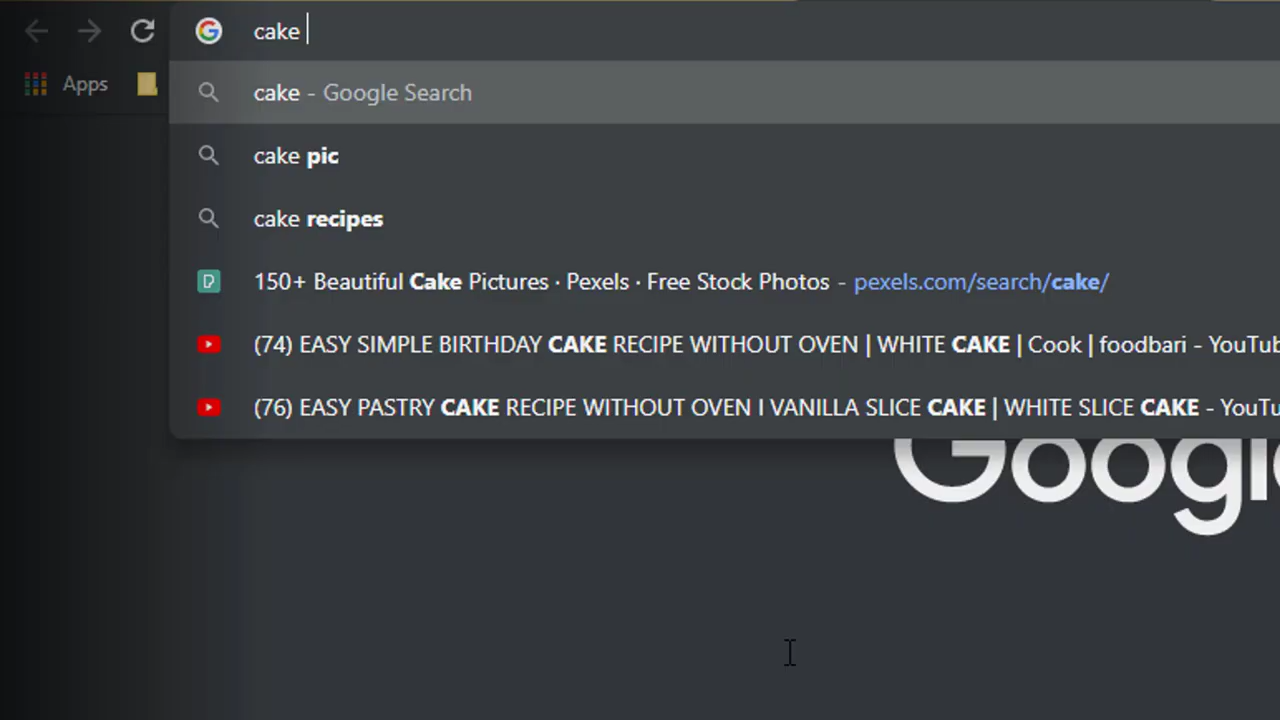 cake
Apps
cake - Google Search
cake pic
cake recipes
150+ Beautiful Cake Pictures · Pexels · Free Stock Photos - pexels.com/search/cake/
(74) EASY SIMPLE BIRTHDAY CAKE RECIPE WITHOUT OVEN | WHITE CAKE | Cook | foodbari - YouTub
(76) EASY PASTRY CAKE RECIPE WITHOUT OVEN I VANILLA SLICE CAKE | WHITE SLICE CAKE - YouTu
Google